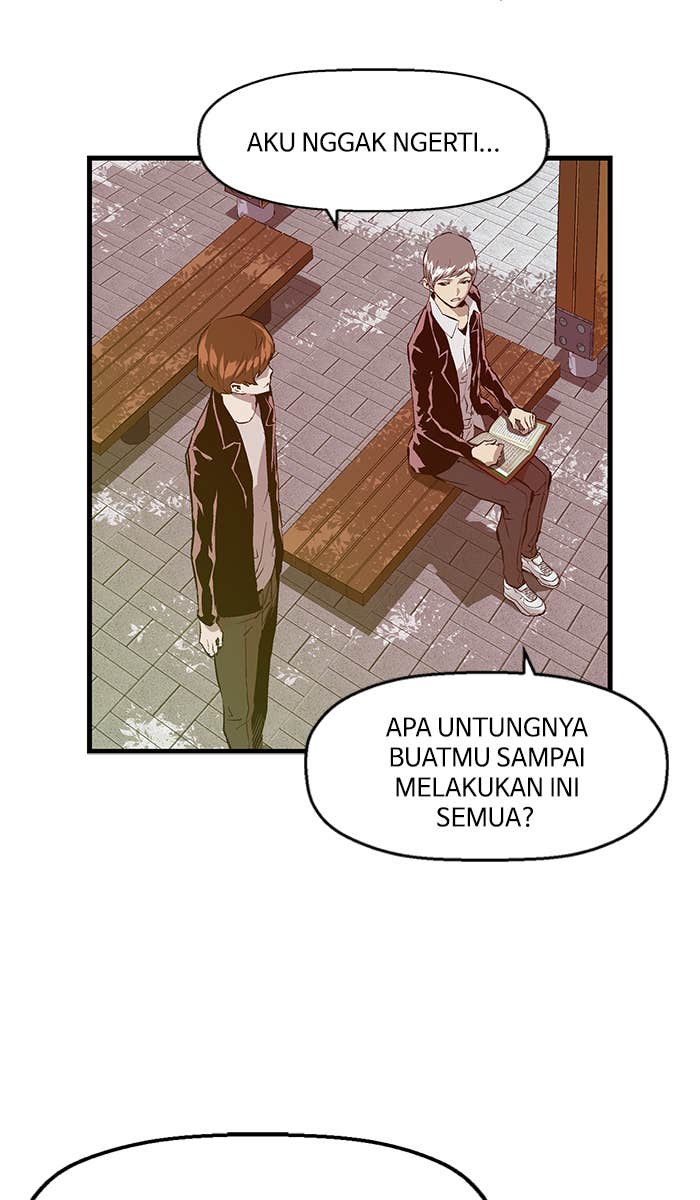 AKU NGGAK NGERTI...
APA UNTUNGNYA
BUATMU SAMPAI
MELAKUKAN INI
SEMUA?